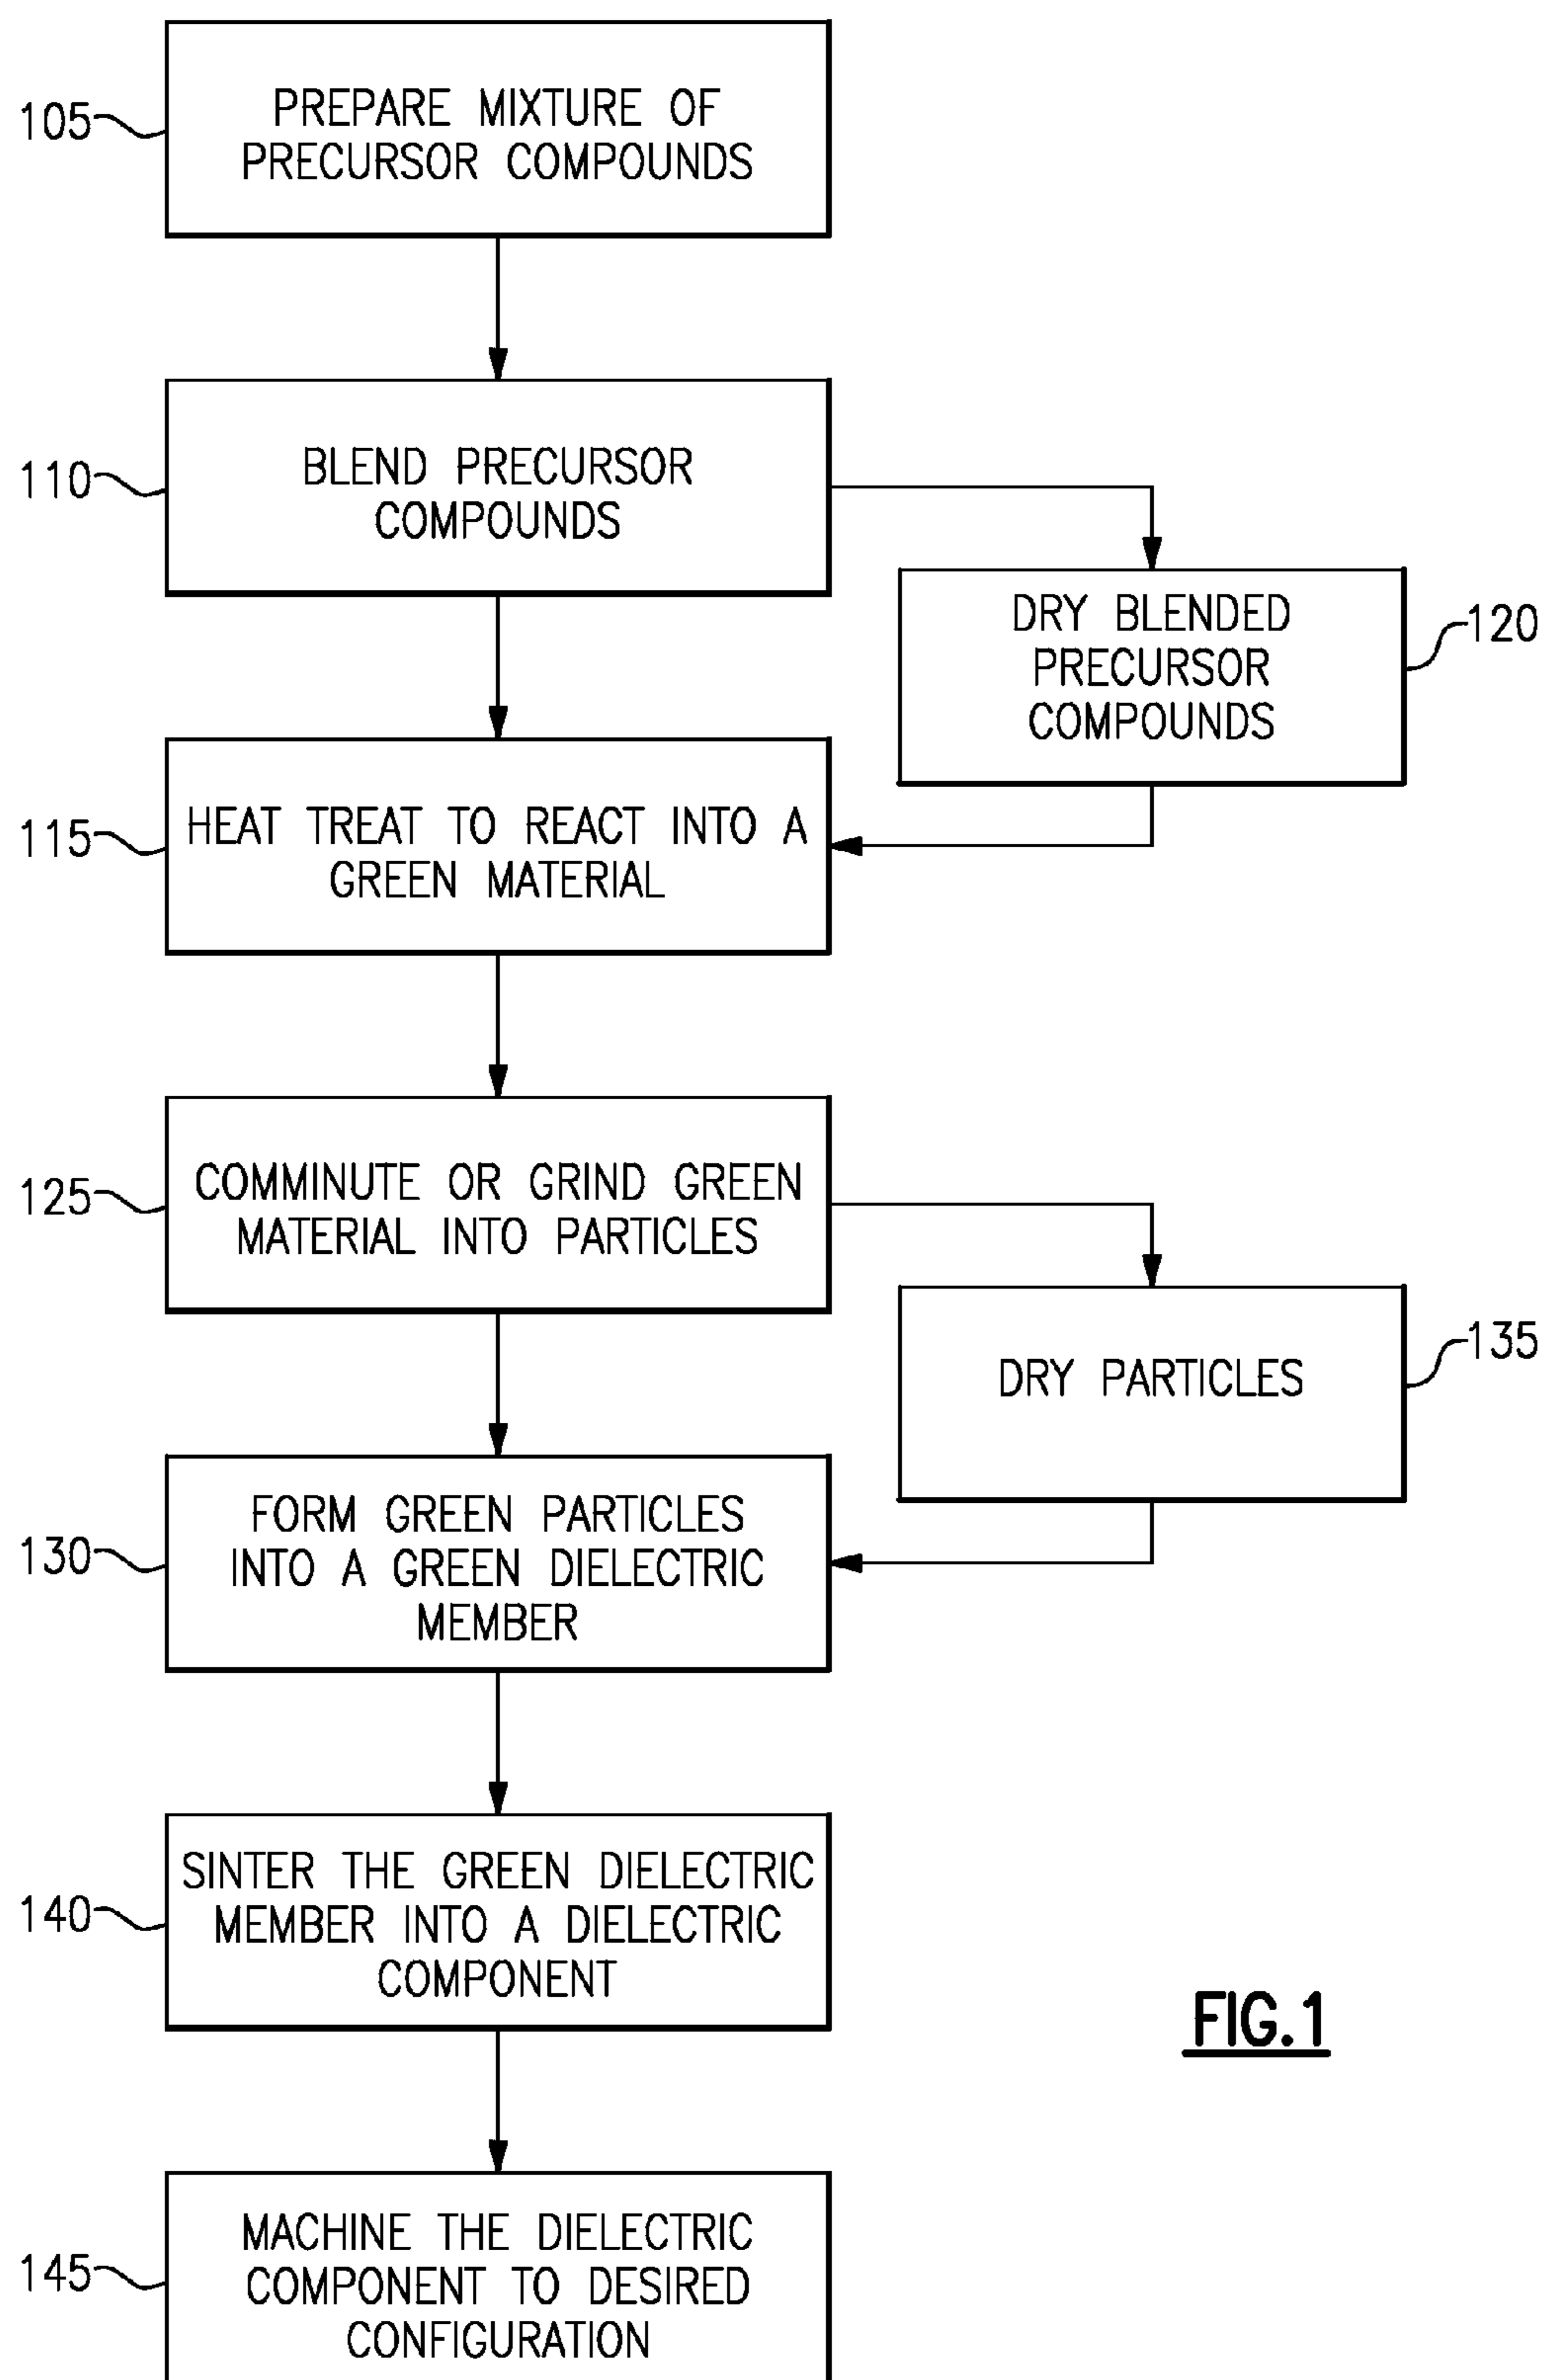 105
PREPARE MIXTURE OF
PRECURSOR COMPOUNDS
110
BLEND PRECURSOR
COMPOUNDS
DRY BLENDED
PRECURSOR
COMPOUNDS
120
115
HEAT TREAT TO REACT INTO A
GREEN MATERIAL
125
COMMINUTE OR GRIND GREEN
MATERIAL INTO PARTICLES
DRY PARTICLES
135
130
FORM GREEN PARTICLES
INTO A GREEN DIELECTRIC
MEMBER
140
SINTER THE GREEN DIELECTRIC
MEMBER INTO A DIELECTRIC
COMPONENT
FIG.1
145
MACHINE THE DIELECTRIC
COMPONENT TO DESIRED
CONFIGURATION